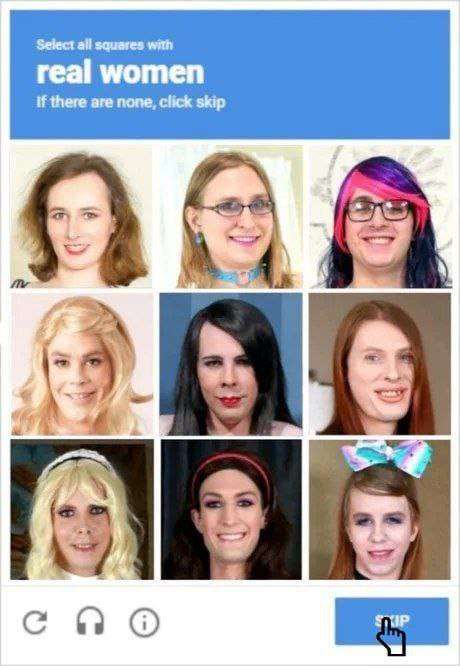 Select all squares with
real women
If there are none, click skip
SKIP